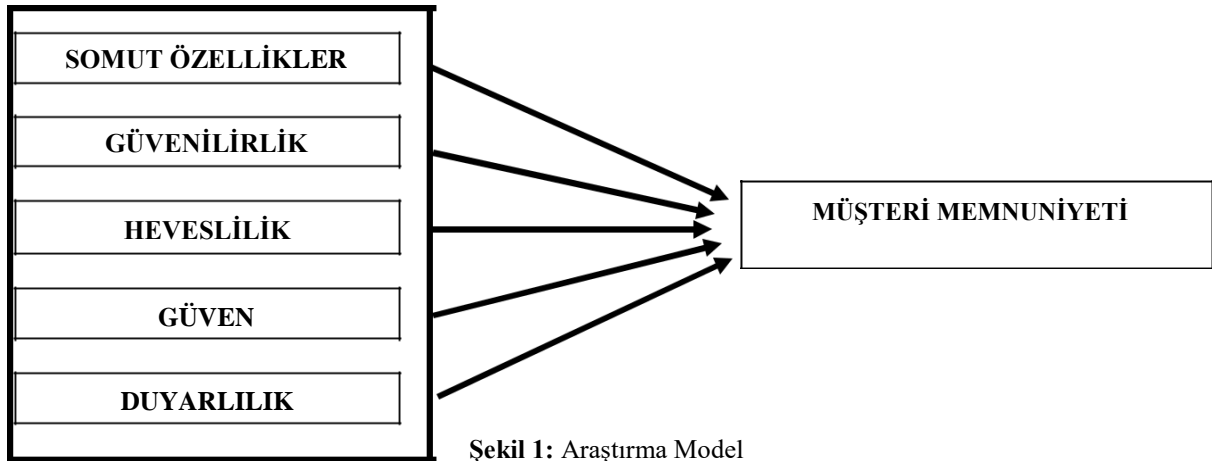 SOMUT ÖZELLİKLER
GÜVENİLİRLİK
HEVESLİLİK
GÜVEN
DUYARLILIK
MÜŞTERİ MEMNUNİYETİ
Şekil 1: Araştırma Model